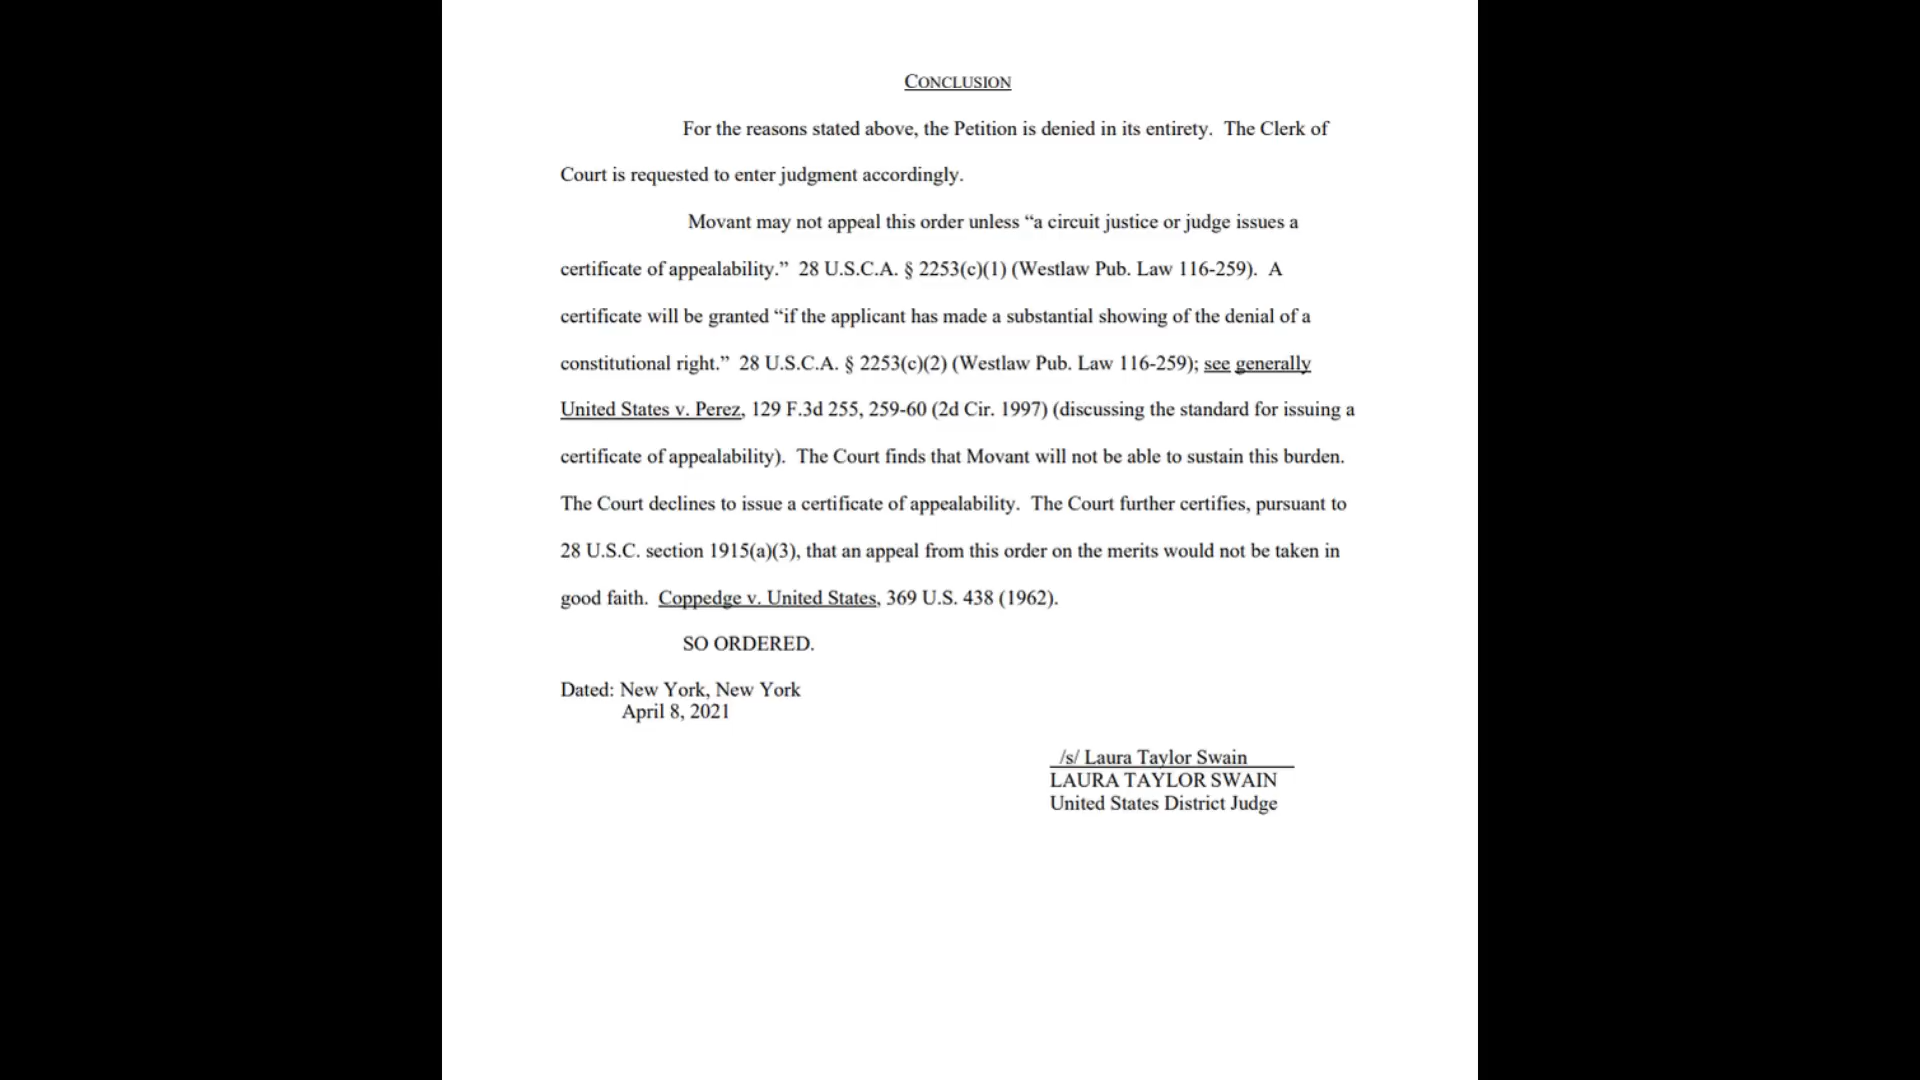 CONCLUSION
For the reasons stated above, the Petition is denied in its entirety.  The Clerk of
Court is requested to enter judgment accordingly.
Movant may not appeal this order unless “a circuit justice or judge issues a
certificate of appealability.”  28 U.S.C.A. § 2253(c)(1) (Westlaw Pub. Law 116-259).  A
certificate will be granted “if the applicant has made a substantial showing of the denial of a
constitutional right.”  28 U.S.C.A. § 2253(c)(2) (Westlaw Pub. Law 116-259); see generally
United States v. Perez, 129 F.3d 255, 259-60 (2d Cir. 1997) (discussing the standard for issuing a
certificate of appealability).  The Court finds that Movant will not be able to sustain this burden.
The Court declines to issue a certificate of appealability.  The Court further certifies, pursuant to
28 U.S.C. section 1915(a)(3), that an appeal from this order on the merits would not be taken in
good faith.  Coppedge v. United States, 369 U.S. 438 (1962).
SO ORDERED.
Dated: New York, New York
April 8, 2021
/s/ Laura Taylor Swain
LAURA TAYLOR SWAIN
United States District Judge